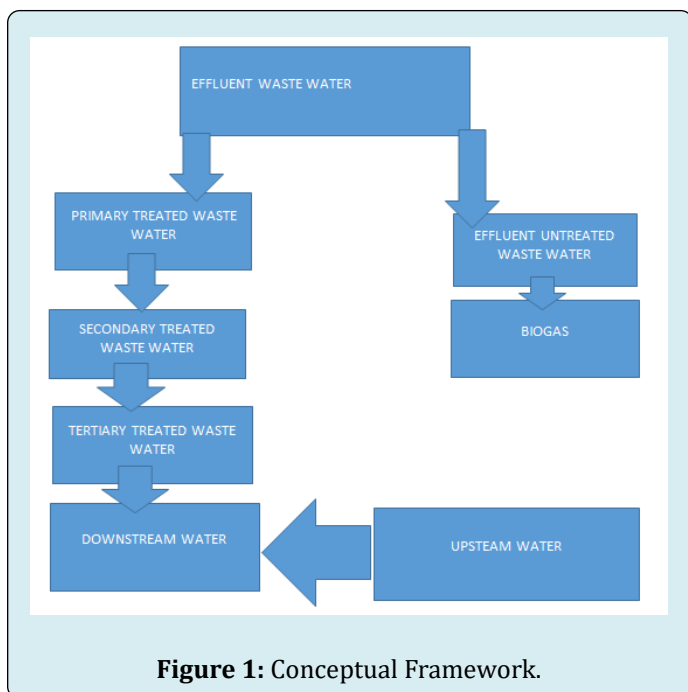 EFFLUENT WASTE WATER
PRIMARY TREATED WASTE
WATER
EFFLUENT UNTREATED
WASTE WATER
SECONDARY TREATED
WASTE WATER
BIOGAS
TERTIARY TREATED WASTE
WATER
DOWNSTREAM WATER
UPSTEAM WATER
Figure 1: Conceptual Framework.